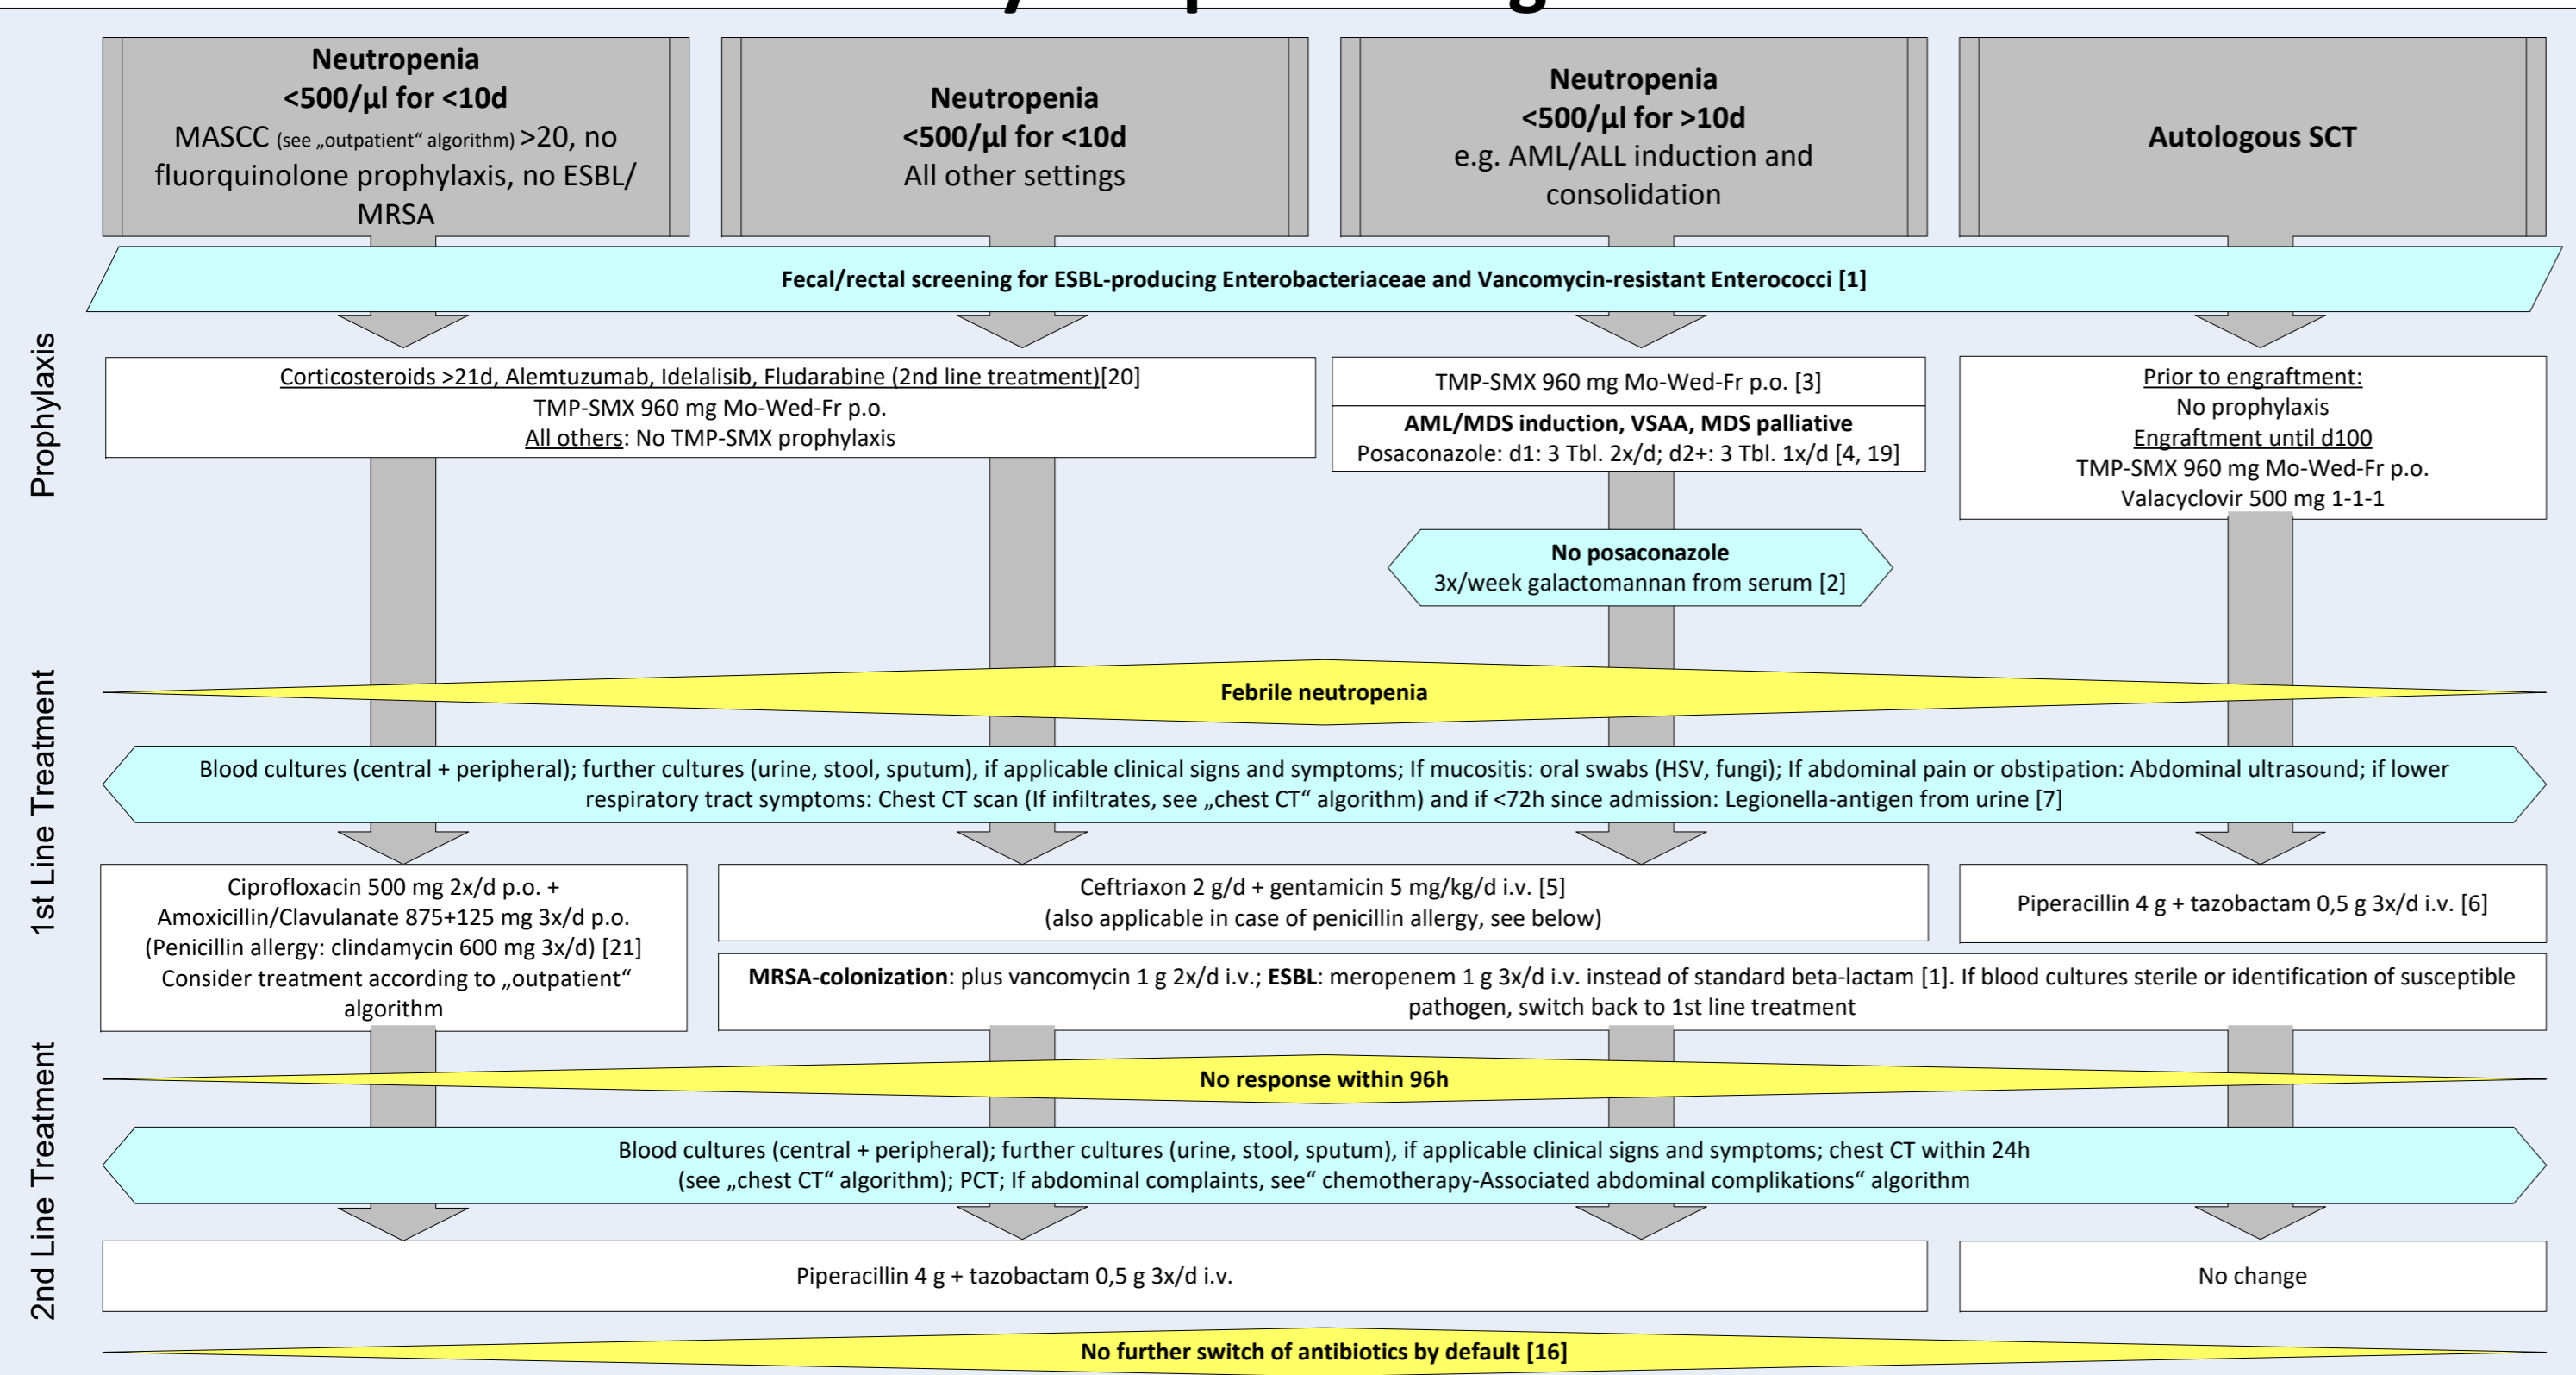 Neutropenia
<500/µl for <10d
MASCC (see „outpatient“ algorithm) >20, no
fluorquinolone prophylaxis, no ESBL/
MRSA
Neutropenia
<500/µl for <10d
All other settings
Neutropenia
<500/µl for >10d
e.g. AML/ALL induction and
consolidation
Autologous SCT
Fecal/rectal screening for ESBL-producing Enterobacteriaceae and Vancomycin-resistant Enterococci [1]
Prophylaxis
Corticosteroids >21d, Alemtuzumab, Idelalisib, Fludarabine (2nd line treatment)[20]
TMP-SMX 960 mg Mo-Wed-Fr p.o.
All others: No TMP-SMX prophylaxis
TMP-SMX 960 mg Mo-Wed-Fr p.o. [3]
AML/MDS induction, VSAA, MDS palliative
Posaconazole: d1: 3 Tbl. 2x/d; d2+: 3 Tbl. 1x/d [4, 19]
Prior to engraftment:
No prophylaxis
Engraftment until d100
TMP-SMX 960 mg Mo-Wed-Fr p.o.
Valacyclovir 500 mg 1-1-1
No posaconazole
3x/week galactomannan from serum [2]
Febrile neutropenia
1st Line Treatment
Blood cultures (central + peripheral); further cultures (urine, stool, sputum), if applicable clinical signs and symptoms; If mucositis: oral swabs (HSV, fungi); If abdominal pain or obstipation: Abdominal ultrasound; if lower
respiratory tract symptoms: Chest CT scan (If infiltrates, see „chest CT“ algorithm) and if <72h since admission: Legionella-antigen from urine [7]
Ciprofloxacin 500 mg 2x/d p.o. +
Amoxicillin/Clavulanate 875+125 mg 3x/d p.o.
(Penicillin allergy: clindamycin 600 mg 3x/d) [21]
Consider treatment according to „outpatient“
algorithm
Ceftriaxon 2 g/d + gentamicin 5 mg/kg/d i.v. [5]
(also applicable in case of penicillin allergy, see below)
Piperacillin 4 g + tazobactam 0,5 g 3x/d i.v. [6]
MRSA-colonization: plus vancomycin 1 g 2x/d i.v.; ESBL: meropenem 1 g 3x/d i.v. instead of standard beta-lactam [1]. If blood cultures sterile or identification of susceptible
pathogen, switch back to 1st line treatment
No response within 96h
2nd Line Treatment
Blood cultures (central + peripheral); further cultures (urine, stool, sputum), if applicable clinical signs and symptoms; chest CT within 24h
(see „chest CT“ algorithm); PCT; If abdominal complaints, see“ chemotherapy-Associated abdominal complikations“ algorithm
Piperacillin 4 g + tazobactam 0,5 g 3x/d i.v.
No change
No further switch of antibiotics by default [16]